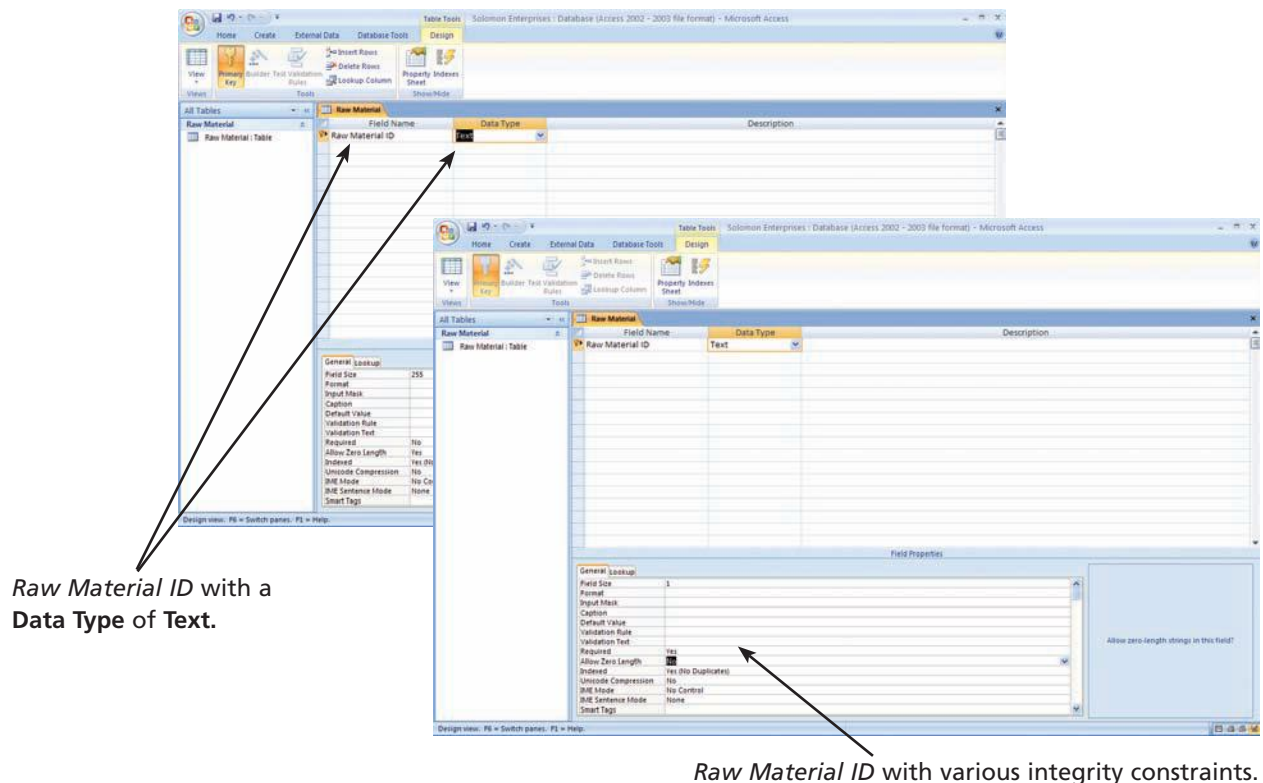 Table Tools Solomon Enterprises : Database (Access 2002 - 2003 file format) - Microsoft Access
Home Create External Data Database Tools Design
View
Primary Key
Builder
Test Validation Rules
Insert Rows
Delete Rows
Lookup Column
Property Sheet
Indexes
Views Tools Show/Hide
All Tables
Raw Material
Raw Material : Table
Raw Material
Field Name Data Type Description
Raw Material ID Text
General Lookup
Field Size 255
Format
Input Mask
Caption
Default Value
Validation Rule
Validation Text
Required No
Allow Zero Length Yes
Indexed Yes (No
Unicode Compression No
IME Mode No Co
IME Sentence Mode None
Smart Tags
Design view. F6 = Switch panes. F1 = Help.
Table Tools Solomon Enterprises : Database (Access 2002 - 2003 file format) - Microsoft Access
Home Create External Data Database Tools Design
View
Primary Key
Builder
Test Validation Rules
Insert Rows
Delete Rows
Lookup Column
Property Sheet
Indexes
Views Tools Show/Hide
All Tables
Raw Material
Raw Material : Table
Raw Material
Field Name Data Type Description
Raw Material ID Text
Field Properties
General Lookup
Field Size 1
Format
Input Mask
Caption
Default Value
Validation Rule
Validation Text
Required Yes
Allow Zero Length No
Indexed Yes (No Duplicates)
Unicode Compression No
IME Mode No Control
IME Sentence Mode None
Smart Tags
Allow zero-length strings in this field?
Design view. F6 = Switch panes. F1 = Help.
Raw Material ID with a
Data Type of Text.
Raw Material ID with various integrity constraints.